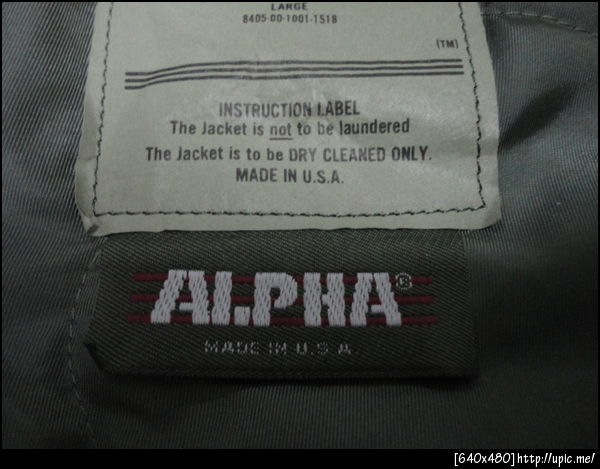 LARGE
8405-00-1001-1518
(TM)
INSTRUCTION LABEL
The Jacket is not to be laundered
The Jacket is to be DRY CLEANED ONLY.
MADE IN U.S.A.
ALPHA®
MADE IN U.S.A
[640x480]http://upic.me/